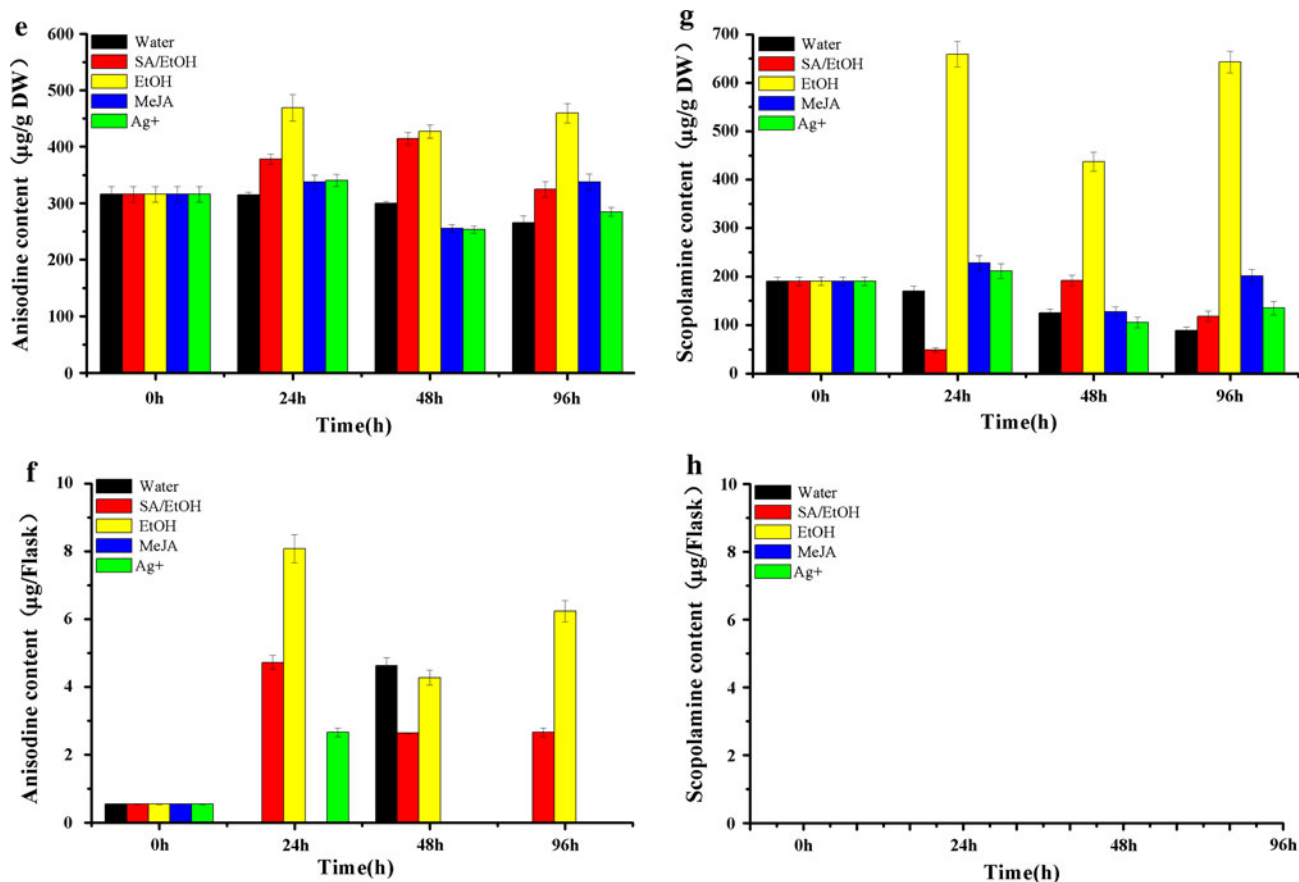 e
Anisodine content (μg/g DW)
600
500
400
300
200
100
0
Water
SA/EtOH
EtOH
MeJA
Ag+
0h 24h 48h 96h
Time(h)
g
Scopolamine content (μg/g DW)
700
600
500
400
300
200
100
0
Water
SA/EtOH
EtOH
MeJA
Ag+
0h 24h 48h 96h
Time(h)
f
Anisodine content (μg/Flask)
10
8
6
4
2
0
Water
SA/EtOH
EtOH
MeJA
Ag+
0h 24h 48h 96h
Time(h)
h
Scopolamine content (μg/Flask)
10
8
6
4
2
0
Water
SA/EtOH
EtOH
MeJA
Ag+
0h 24h 48h 96h
Time(h)